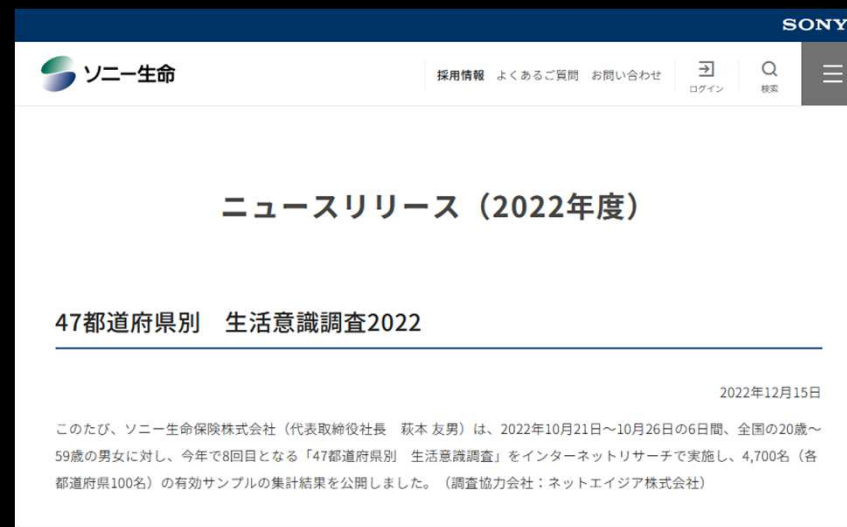 SONY
ソニー生命
採用情報 よくあるご質問 お問い合わせ ログイン 検索
ニュースリリース（2022年度）
47都道府県別　生活意識調査2022
2022年12月15日
このたび、ソニー生命保険株式会社（代表取締役社長　萩本 友男）は、2022年10月21日～10月26日の6日間、全国の20歳～
59歳の男女に対し、今年で8回目となる「47都道府県別　生活意識調査」をインターネットリサーチで実施し、4,700名（各
都道府県100名）の有効サンプルの集計結果を公開しました。（調査協力会社：ネットエイジア株式会社）